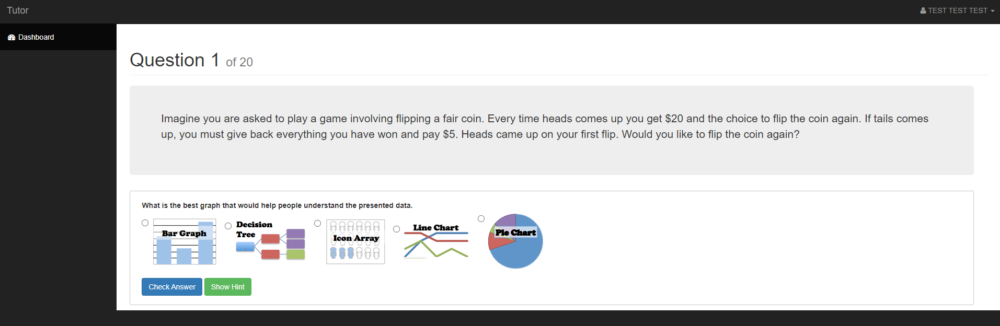 Tutor
TEST TEST TEST
Dashboard
Question 1 of 20
Imagine you are asked to play a game involving flipping a fair coin. Every time heads comes up you get $20 and the choice to flip the coin again. If tails comes
up, you must give back everything you have won and pay $5. Heads came up on your first flip. Would you like to flip the coin again?
What is the best graph that would help people understand the presented data.
Bar Graph
Decision
Tree
Icon Array
Line Chart
Pie Chart
Check Answer
Show Hint